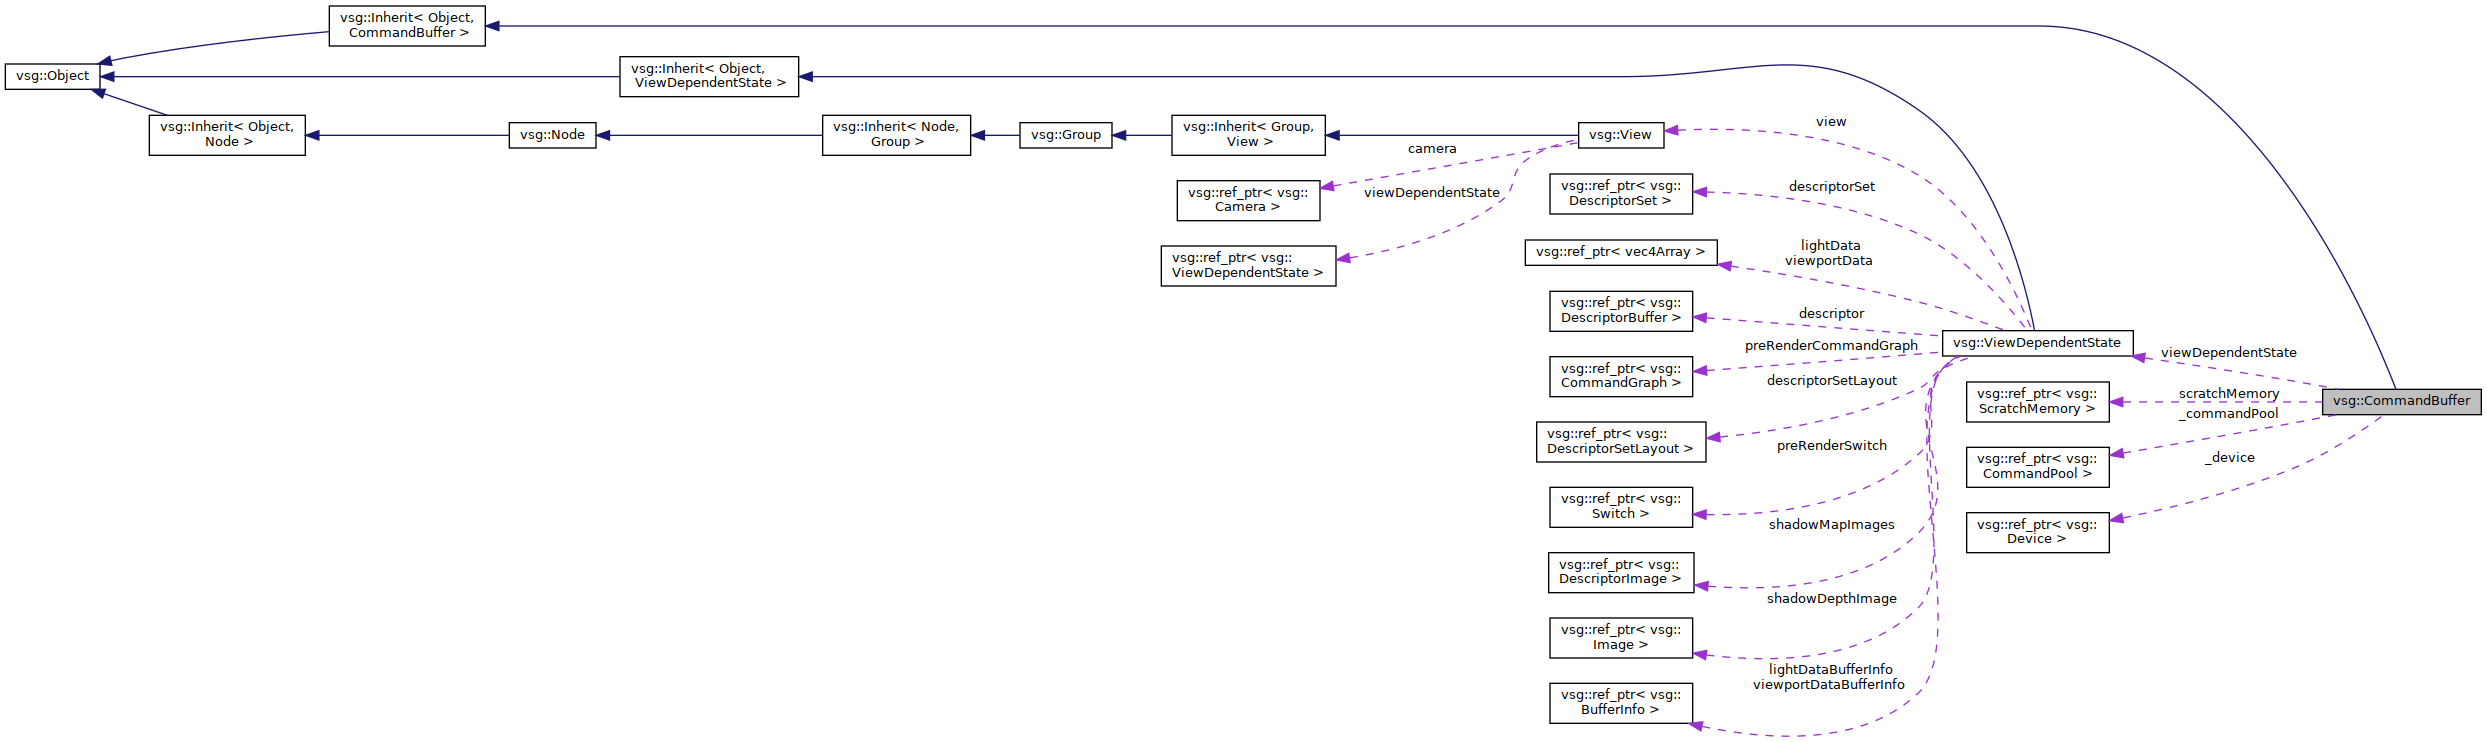 vsg::Inherit< Object,
CommandBuffer >
vsg::Object
vsg::Inherit< Object,
ViewDependentState >
vsg::Inherit< Object,
Node >
vsg::Node
vsg::Inherit< Node,
Group >
vsg::Group
vsg::Inherit< Group,
View >
vsg::View
view
camera
viewDependentState
vsg::ref_ptr< vsg::
Camera >
vsg::ref_ptr< vsg::
ViewDependentState >
vsg::ref_ptr< vsg::
DescriptorSet >
descriptorSet
vsg::ref_ptr< vec4Array >
lightData
viewportData
vsg::ref_ptr< vsg::
DescriptorBuffer >
descriptor
vsg::ref_ptr< vsg::
CommandGraph >
preRenderCommandGraph
vsg::ref_ptr< vsg::
DescriptorSetLayout >
descriptorSetLayout
vsg::ref_ptr< vsg::
Switch >
preRenderSwitch
vsg::ref_ptr< vsg::
DescriptorImage >
shadowMapImages
vsg::ref_ptr< vsg::
Image >
shadowDepthImage
vsg::ref_ptr< vsg::
BufferInfo >
lightDataBufferInfo
viewportDataBufferInfo
vsg::ViewDependentState
viewDependentState
vsg::ref_ptr< vsg::
ScratchMemory >
scratchMemory
vsg::ref_ptr< vsg::
CommandPool >
_commandPool
vsg::ref_ptr< vsg::
Device >
_device
vsg::CommandBuffer